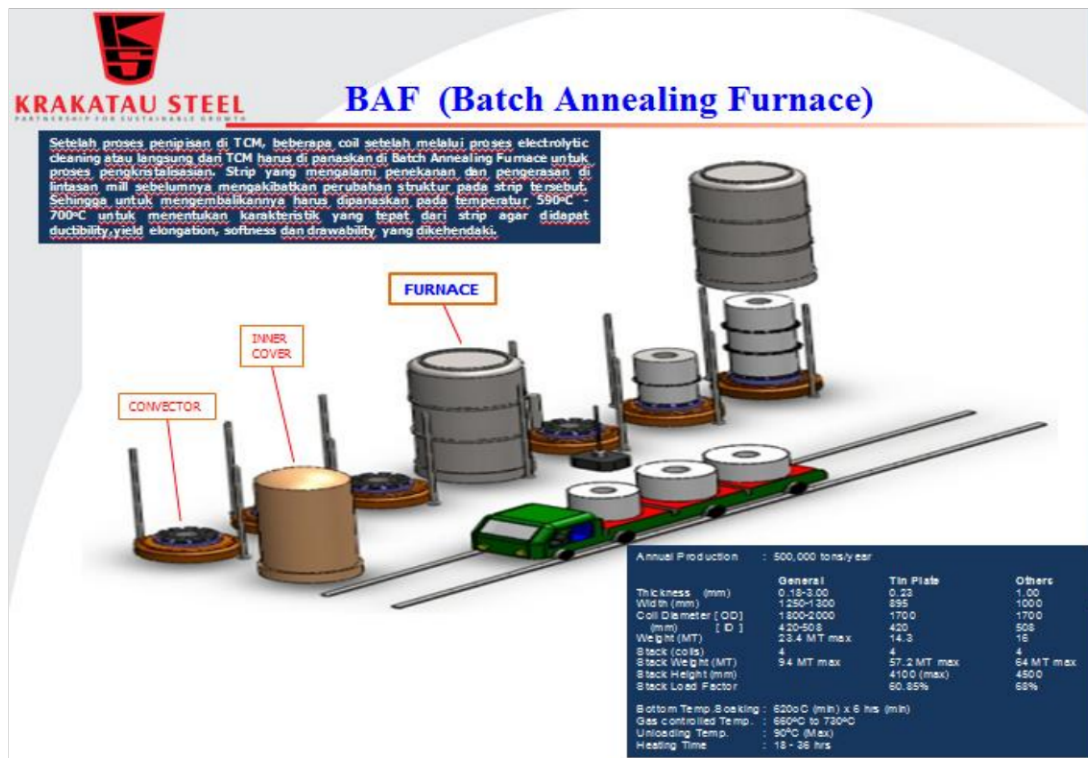 KRAKATAU STEEL
PARTNERSHIP FOR SUSTAINABLE GROWTH
BAF (Batch Annealing Furnace)
Setelah proses penipisan di TCM, beberapa coil setelah melalui proses electrolytic
cleaning atau langsung dari TCM harus di panaskan di Batch Annealing Furnace untuk
proses pengkristalisasian. Strip yang mengalami penekanan dan pengerasan di
lintasan mill sebelumnya mengakibatkan perubahan struktur pada strip tersebut.
Sehingga untuk mengembalikannya harus dipanaskan pada temperatur 590ºC -
700ºC untuk menentukan karakteristik yang tepat dari strip agar didapat
ductibility,yield elongation, softness dan drawability yang dikehendaki.
FURNACE
INNER
COVER
CONVECTOR
Annual Production : 500,000 tons/year
General Tin Plate Others
Thickness (mm) 0.18-3.00 0.23 1.00
Width (mm) 1250-1300 895 1000
Coil Diameter [OD] 1800-2000 1700 1700
(mm) [ID] 420-508 420 508
Weight (MT) 23.4 MT max 14.3 16
Stack (coils) 4 4 4
Stack Weight (MT) 94 MT max 57.2 MT max 64 MT max
Stack Height (mm) 4100 (max) 4500
Stack Load Factor 60.85% 68%
Bottom Temp.Soaking : 620oC (min) x 6 hrs (min)
Gas controlled Temp. : 660ºC to 730ºC
Unloading Temp. : 90ºC (Max)
Heating Time : 18 - 36 hrs